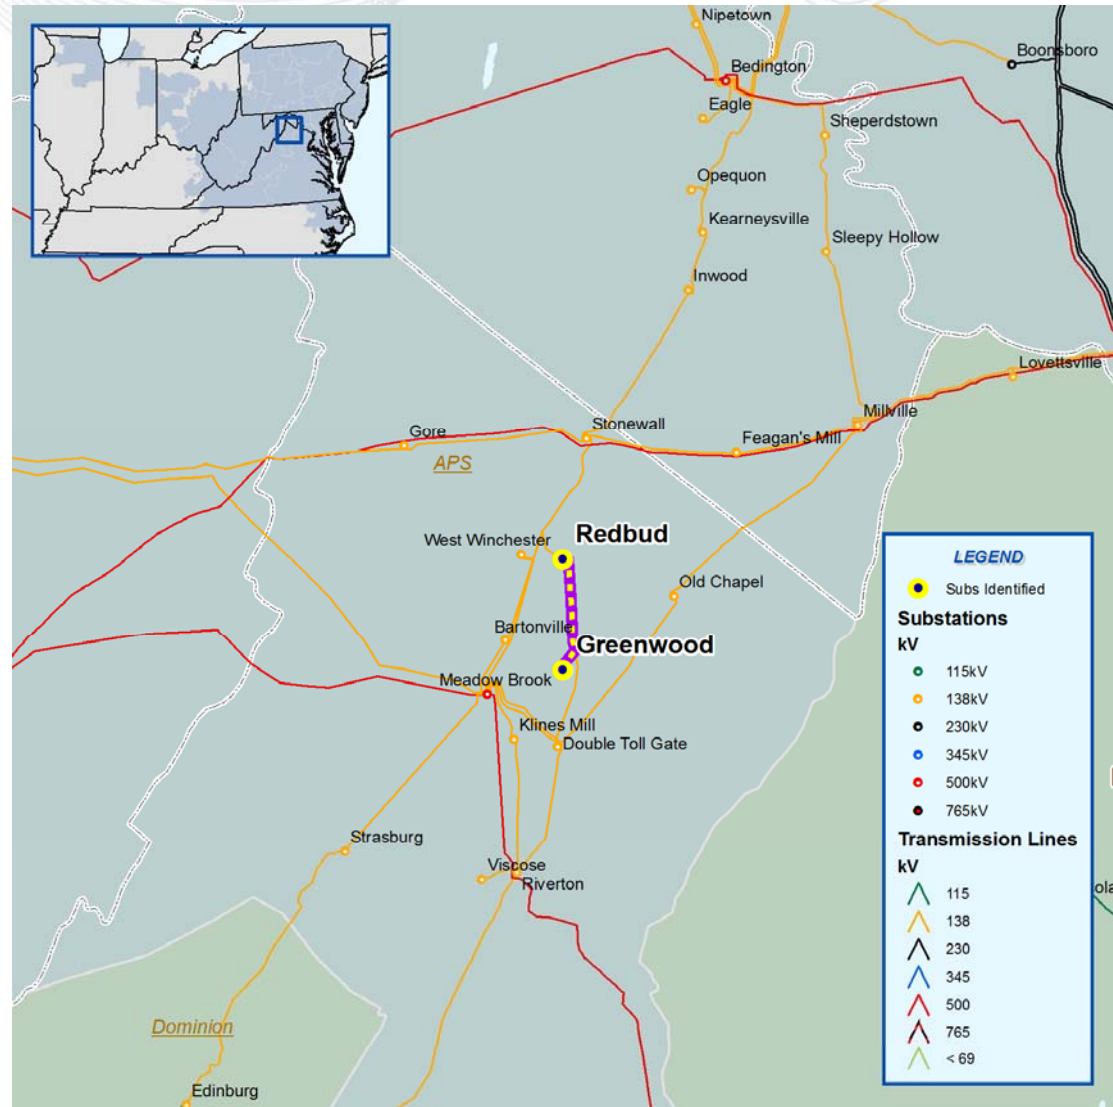 Nipetown
Boonsboro
Bedington
Eagle
Sheperdstown
Opequon
Kearneysville
Sleepy Hollow
Inwood
Lovettsville
Millville
Stonewall
Gore
Feagan's Mill
APS
Redbud
West Winchester
Old Chapel
Bartonville
Greenwood
Meadow Brook
Klines Mill
Double Toll Gate
Strasburg
Viscose
Riverton
Dominion
Edinburg
LEGEND
Subs Identified
Substations
kV
115kV
138kV
230kV
345kV
500kV
765kV
Transmission Lines
kV
115
138
230
345
500
765
< 69